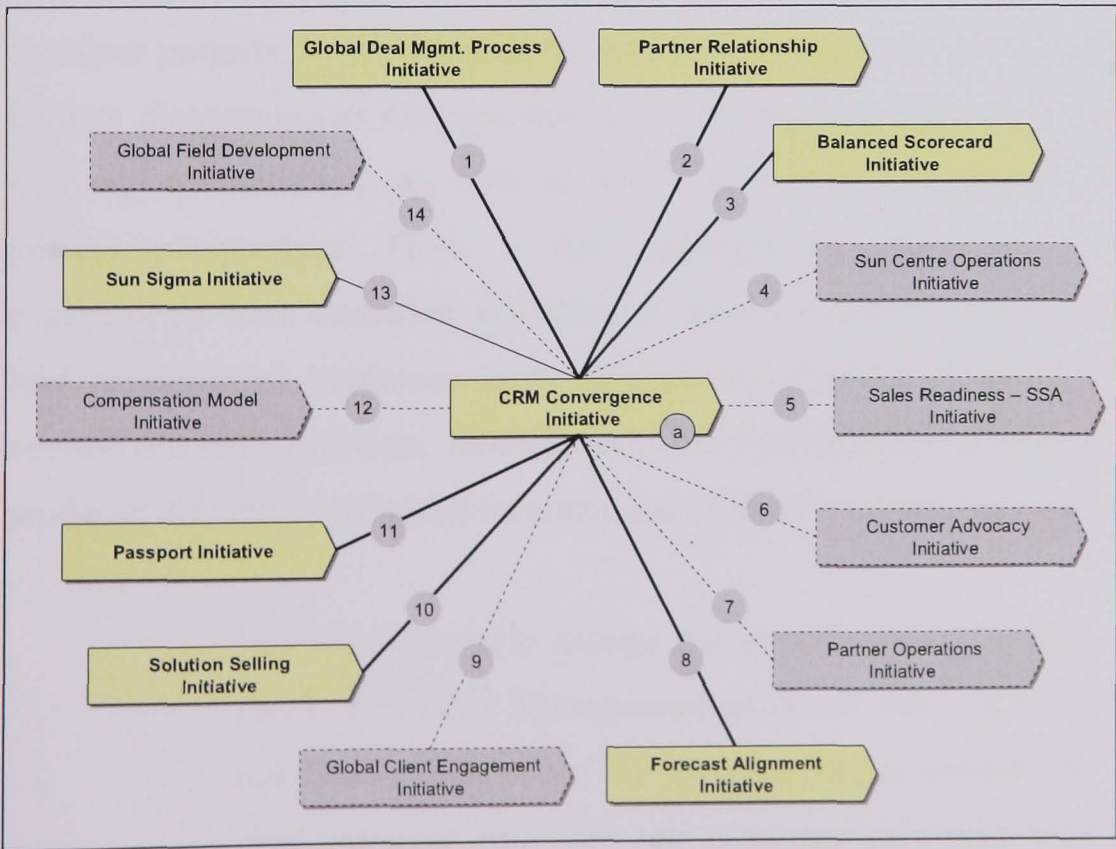 Global Deal Mgmt. Process
Initiative
Partner Relationship
Initiative
Balanced Scorecard
Initiative
Global Field Development
Initiative
1
2
3
14
4
Sun Centre Operations
Initiative
Sun Sigma Initiative
13
Compensation Model
Initiative
12
CRM Convergence
Initiative
a
5
Sales Readiness – SSA
Initiative
6
Customer Advocacy
Initiative
Passport Initiative
11
10
9
8
7
Partner Operations
Initiative
Solution Selling
Initiative
Global Client Engagement
Initiative
Forecast Alignment
Initiative